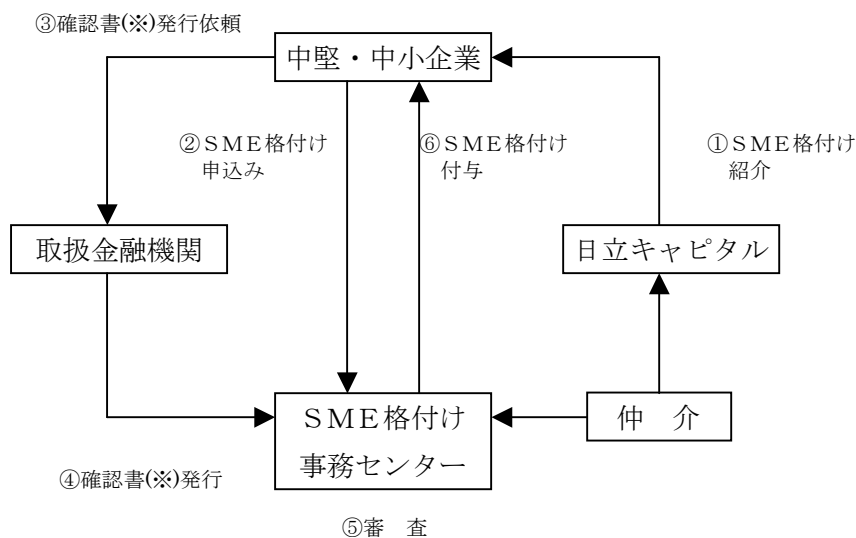 ③確認書(※)発行依頼
中堅・中小企業
②ＳＭＥ格付け
申込み
⑥ＳＭＥ格付け
付与
①ＳＭＥ格付け
紹介
取扱金融機関
日立キャピタル
ＳＭＥ格付け
事務センター
仲　介
④確認書(※)発行
⑤審　査